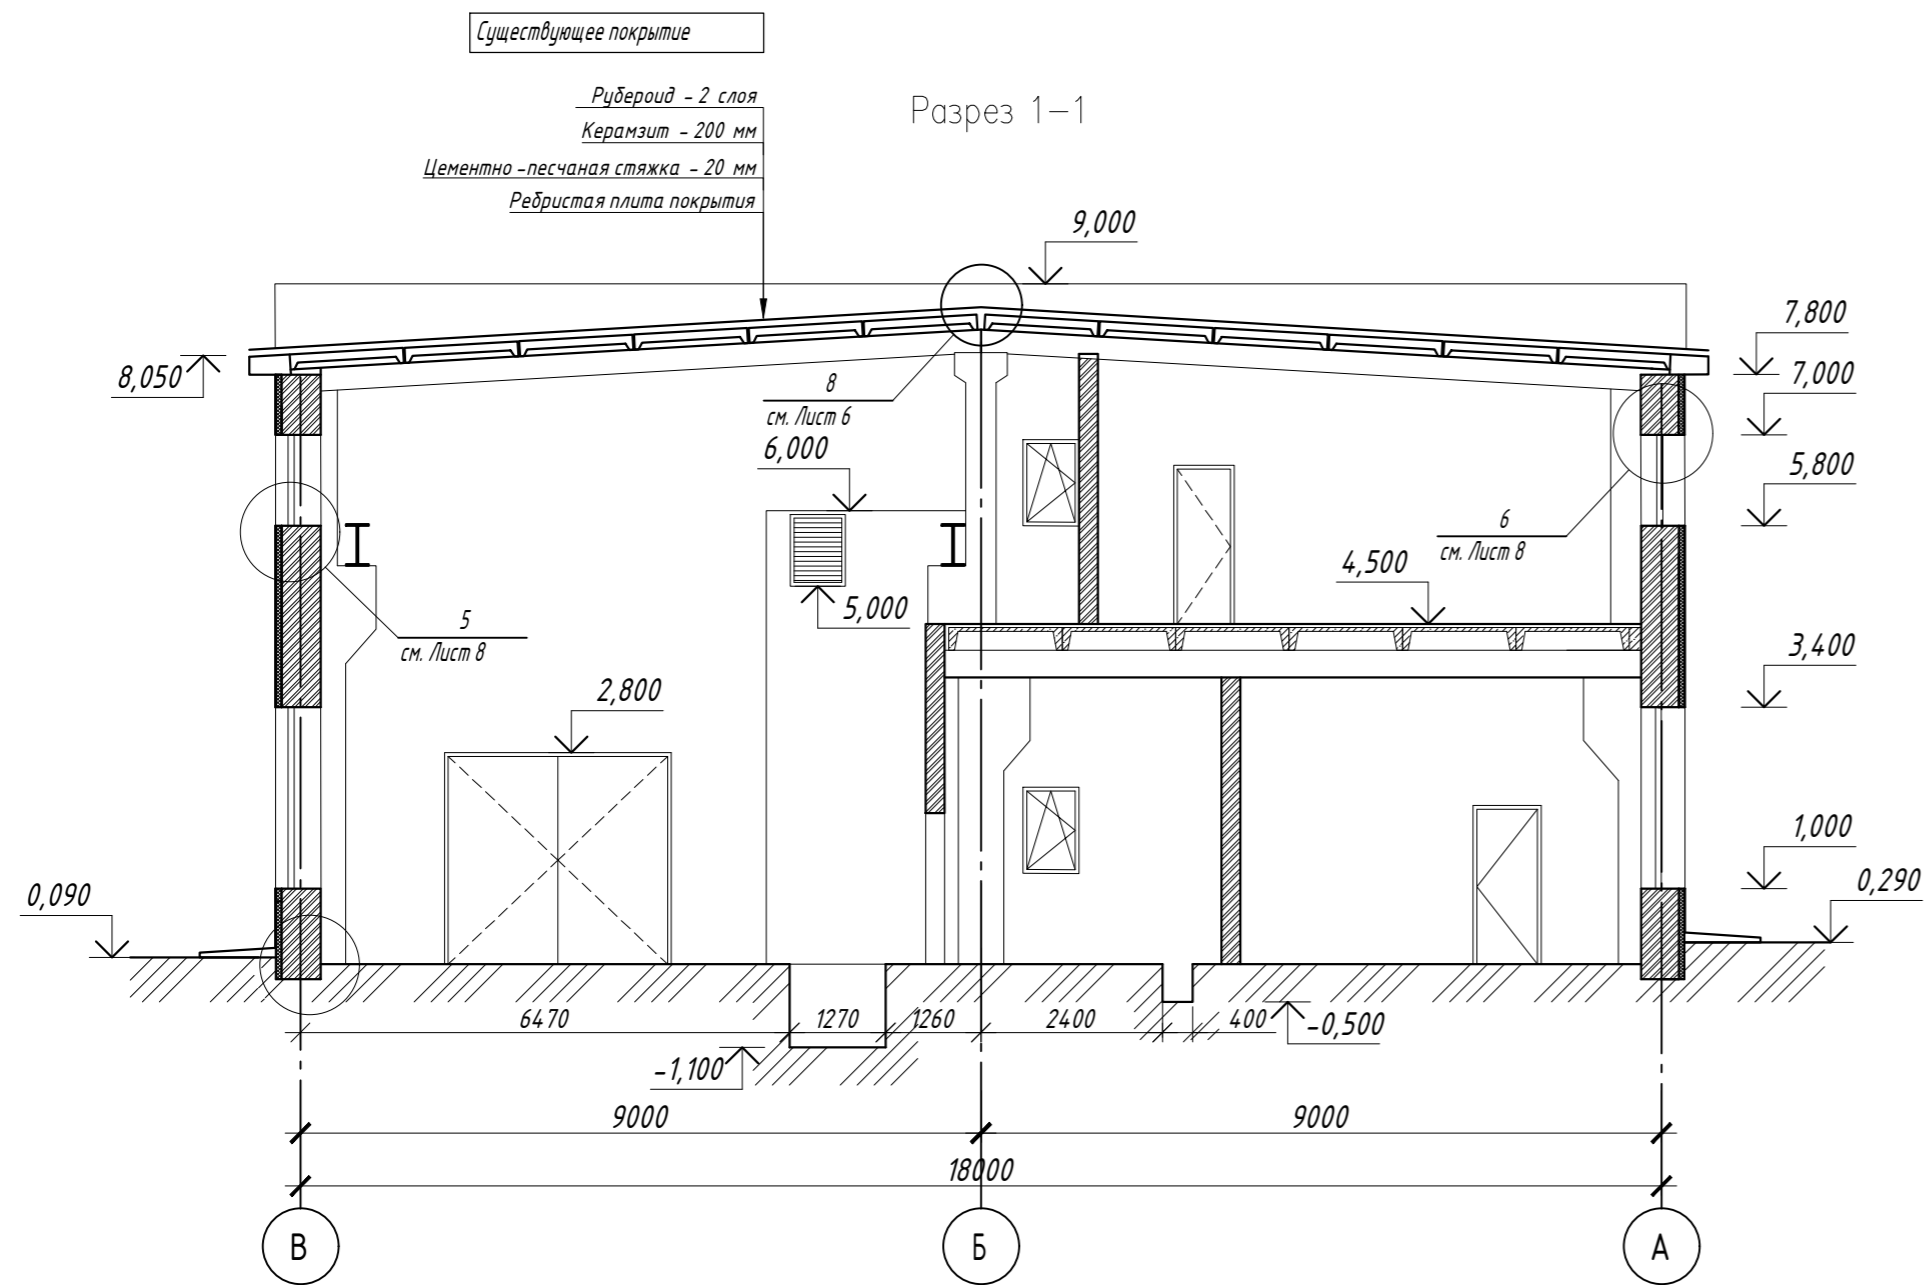 Существующее покрытие
Рубероид - 2 слоя
Разрез 1-1
Керамзит - 200 мм
Цементно-песчаная стяжка - 20 мм
Ребристая плита покрытия
9,000
7,800
8,050
7,000
8
см. Лист 6
6,000
5,800
6
см. Лист 8
4,500
5,000
5
см. Лист 8
3,400
2,800
1,000
0,090
0,290
6470
1270
1260
2400
400
-0,500
-1,100
9000
9000
18000
В
Б
А